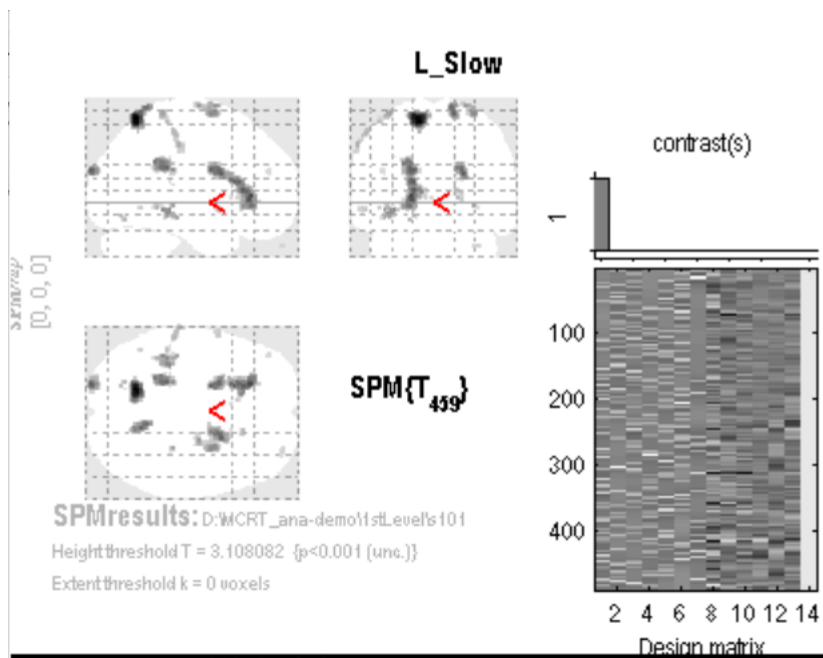 L_Slow
contrast(s)
1
SPMmip
[0, 0, 0]
<
<
<
SPM{T459}
100
200
300
400
2 4 6 8 10 12 14
Design matrix
SPMresults: D:\MCRT_ana-demo\1stLevel\s101
Height threshold T = 3.108082 {p<0.001 (unc.)}
Extent threshold k = 0 voxels